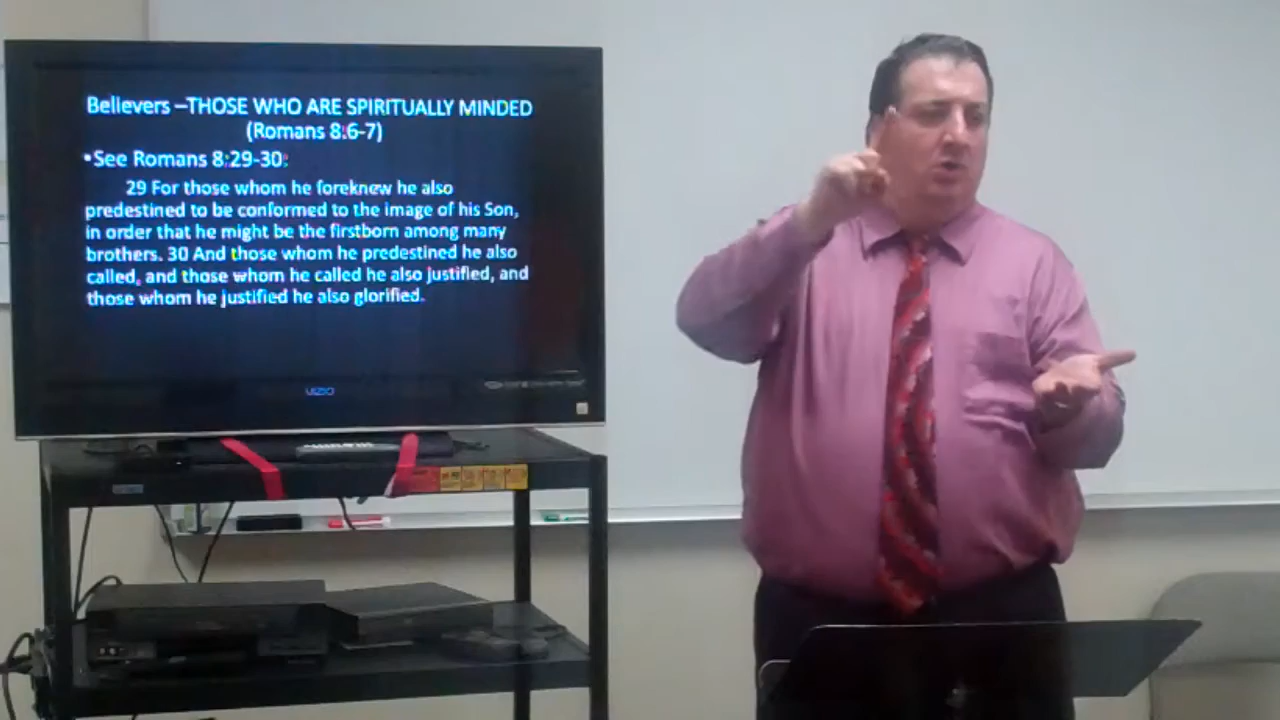 Believers –THOSE WHO ARE SPIRITUALLY MINDED
(Romans 8:6-7)
•See Romans 8:29-30:
29 For those whom he foreknew he also
predestined to be conformed to the image of his Son,
in order that he might be the firstborn among many
brothers. 30 And those whom he predestined he also
called, and those whom he called he also justified, and
those whom he justified he also glorified.
VIZIO